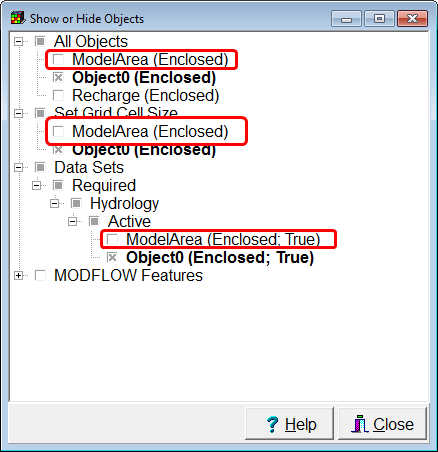 Show or Hide Objects
All Objects
ModelArea (Enclosed)
Object0 (Enclosed)
Recharge (Enclosed)
Set Grid Cell Size
ModelArea (Enclosed)
Object0 (Enclosed)
Data Sets
Required
Hydrology
Active
ModelArea (Enclosed; True)
Object0 (Enclosed; True)
MODFLOW Features
? Help
Close